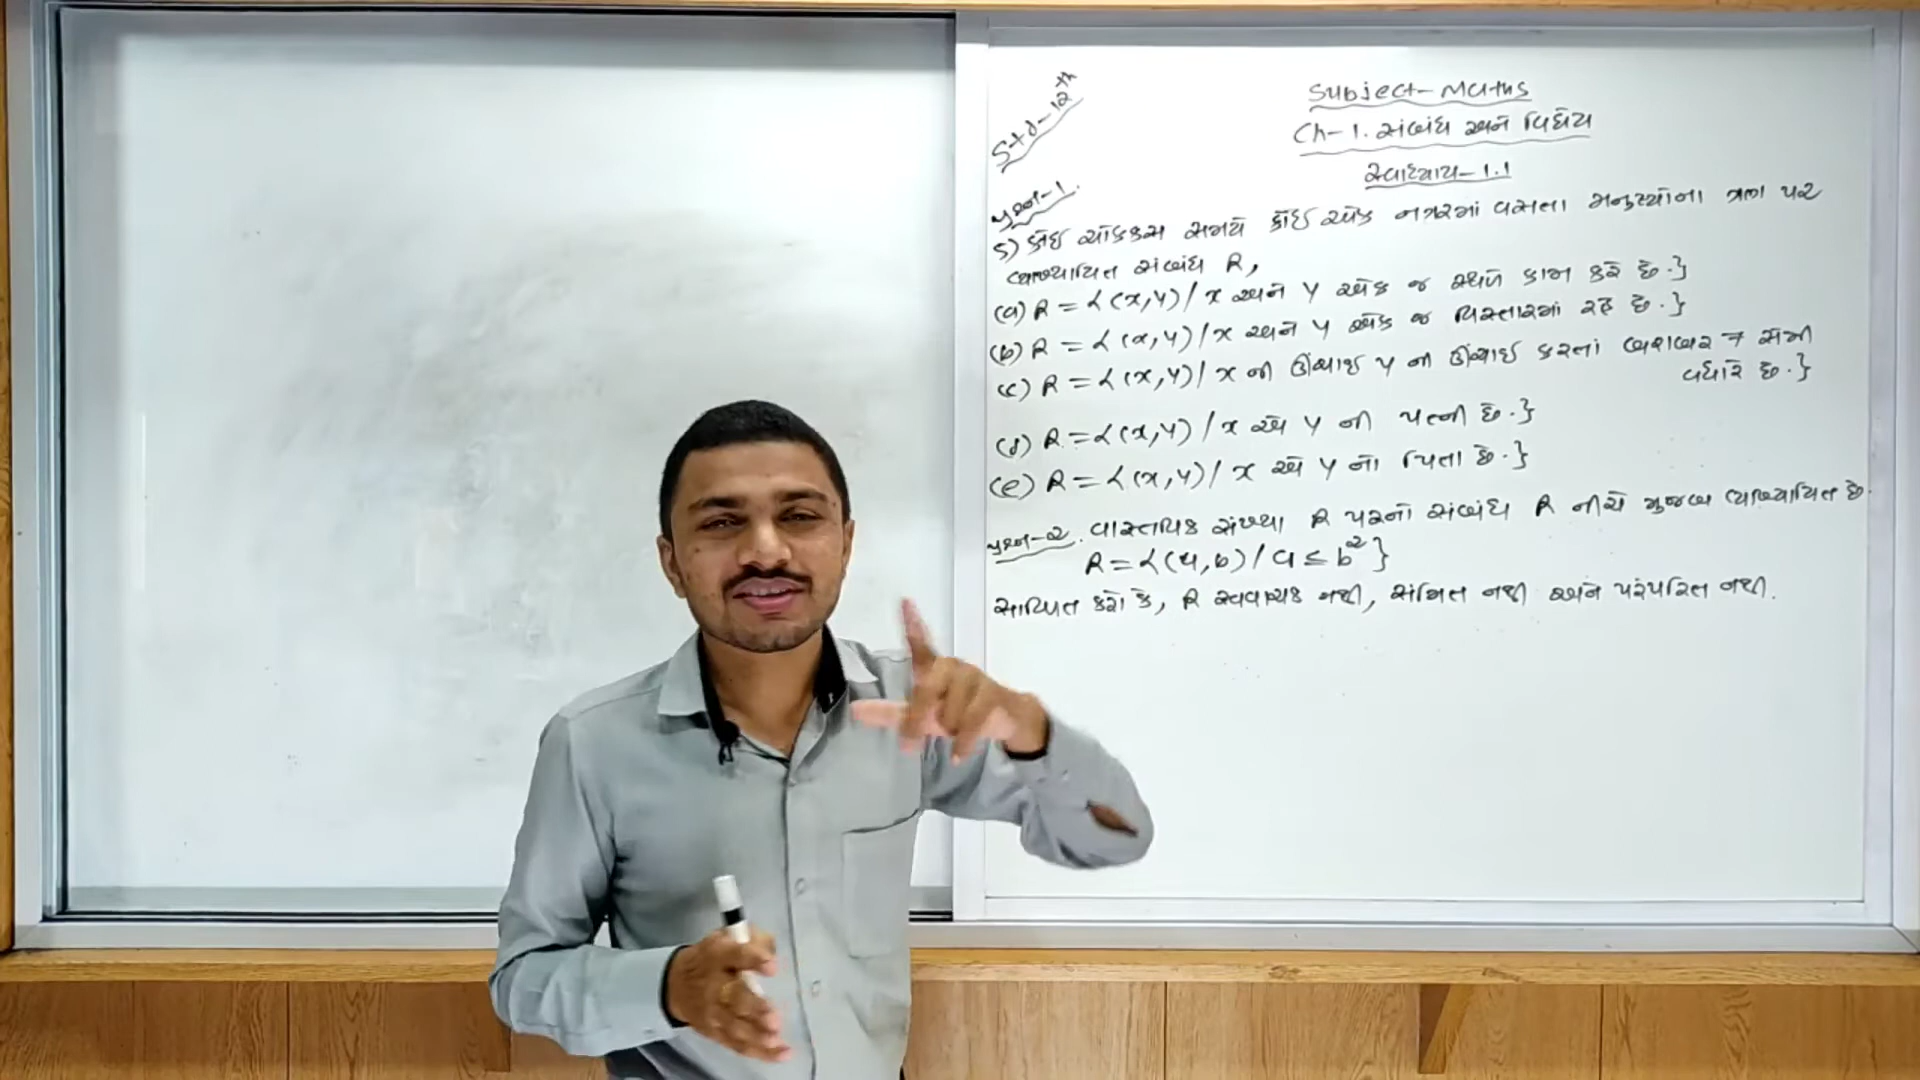 Std-12th
Subject-Maths
Ch-1. સંબંધ અને વિધેય
સ્વાધ્યાય-1.1
પ્રશ્ન-1.
5) કોઈ ચોક્કસ સમયે કોઈ એક નગરમાં વસતા મનુષ્યોના ગણ પર
વ્યાખ્યાયિત સંબંધ R,
(a) R = {(x,y) / x અને y એક જ સ્થળે કામ કરે છે.}
(b) R = {(x,y) / x અને y એક જ વિસ્તારમાં રહે છે.}
(c) R = {(x,y) / x ની ઊંચાઈ y ની ઊંચાઈ કરતાં બરાબર 7 સેમી
વધારે છે.}
(d) R = {(x,y) / x એ y ની પત્ની છે.}
(e) R = {(x,y) / x એ y નો પિતા છે.}
પ્રશ્ન-2. વાસ્તવિક સંખ્યા R પરનો સંબંધ R નીચે મુજબ વ્યાખ્યાયિત છે.
R = {(a,b) / a ≤ b²}
સાબિત કરો કે, R સ્વવાચક નથી, સંમિત નથી અને પરંપરિત નથી.